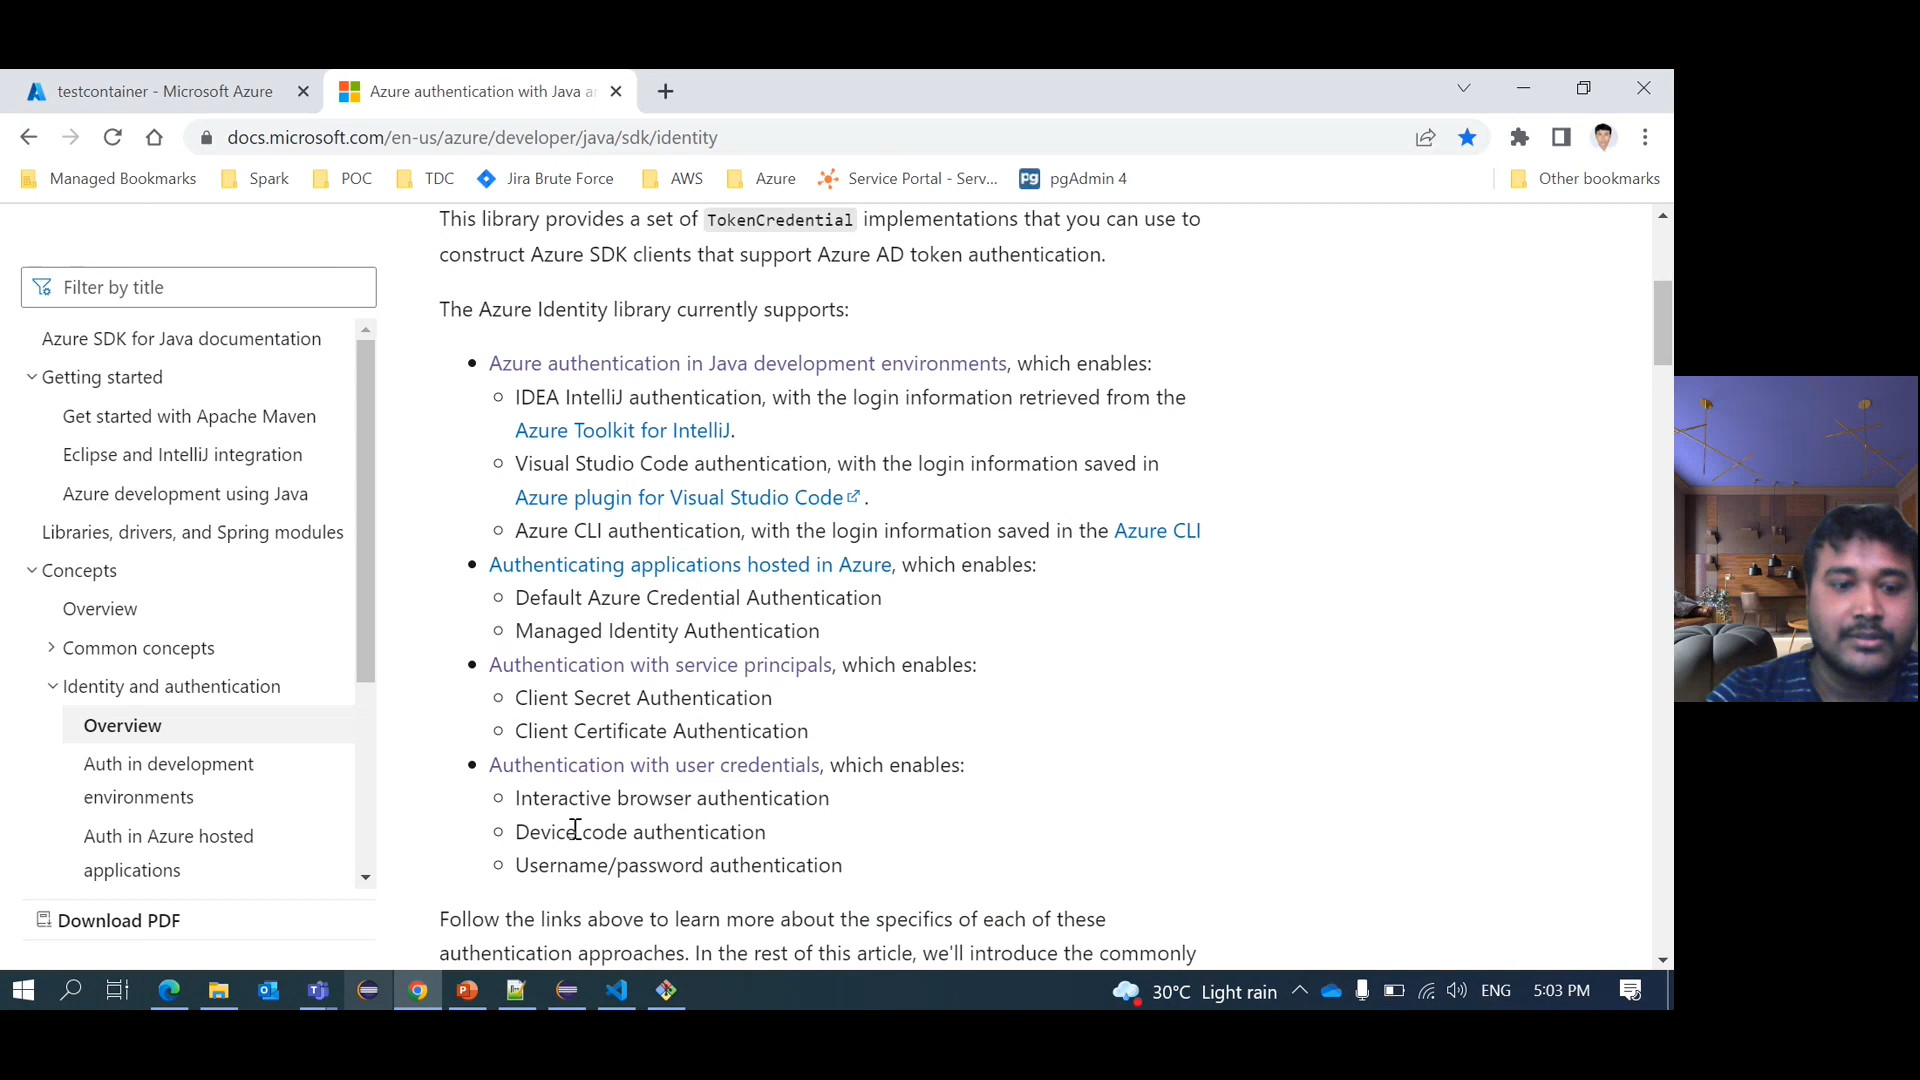 testcontainer - Microsoft Azure
Azure authentication with Java ar
docs.microsoft.com/en-us/azure/developer/java/sdk/identity
Managed Bookmarks
Spark
POC
TDC
Jira Brute Force
AWS
Azure
Service Portal - Serv...
pg
pgAdmin 4
Other bookmarks
Filter by title
Azure SDK for Java documentation
Getting started
Get started with Apache Maven
Eclipse and IntelliJ integration
Azure development using Java
Libraries, drivers, and Spring modules
Concepts
Overview
Common concepts
Identity and authentication
Overview
Auth in development
environments
Auth in Azure hosted
applications
Download PDF
This library provides a set of TokenCredential implementations that you can use to
construct Azure SDK clients that support Azure AD token authentication.
The Azure Identity library currently supports:
Azure authentication in Java development environments, which enables:
IDEA IntelliJ authentication, with the login information retrieved from the
Azure Toolkit for IntelliJ.
Visual Studio Code authentication, with the login information saved in
Azure plugin for Visual Studio Code .
Azure CLI authentication, with the login information saved in the Azure CLI
Authenticating applications hosted in Azure, which enables:
Default Azure Credential Authentication
Managed Identity Authentication
Authentication with service principals, which enables:
Client Secret Authentication
Client Certificate Authentication
Authentication with user credentials, which enables:
Interactive browser authentication
Device code authentication
Username/password authentication
Follow the links above to learn more about the specifics of each of these
authentication approaches. In the rest of this article, we'll introduce the commonly
30°C Light rain
ENG
5:03 PM